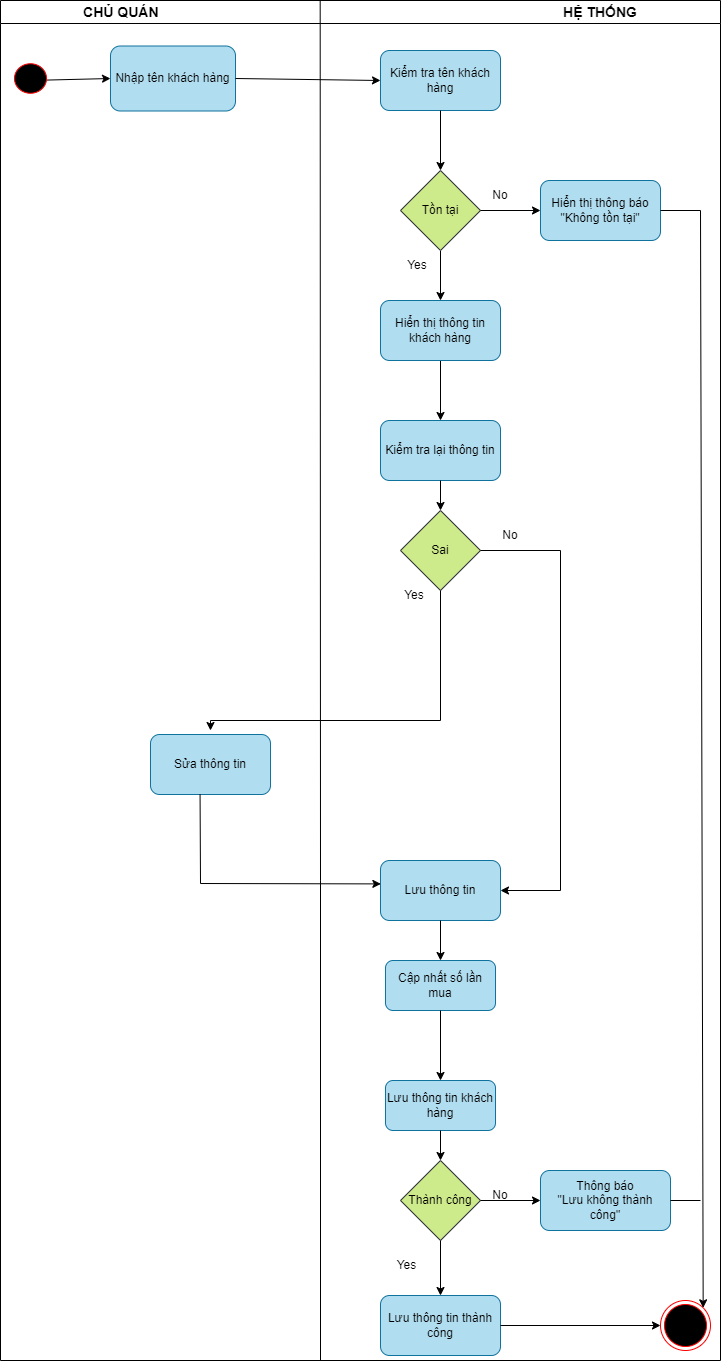 CHỦ QUÁN
HỆ THỐNG
Nhập tên khách hàng
Kiểm tra tên khách
hàng
Tồn tại
No
Hiển thị thông báo
"Không tồn tại"
Yes
Hiển thị thông tin
khách hàng
Kiểm tra lại thông tin
Sai
No
Yes
Sửa thông tin
Lưu thông tin
Cập nhất số lần
mua
Lưu thông tin khách
hàng
Thành công
No
Thông báo
"Lưu không thành
công"
Yes
Lưu thông tin thành
công